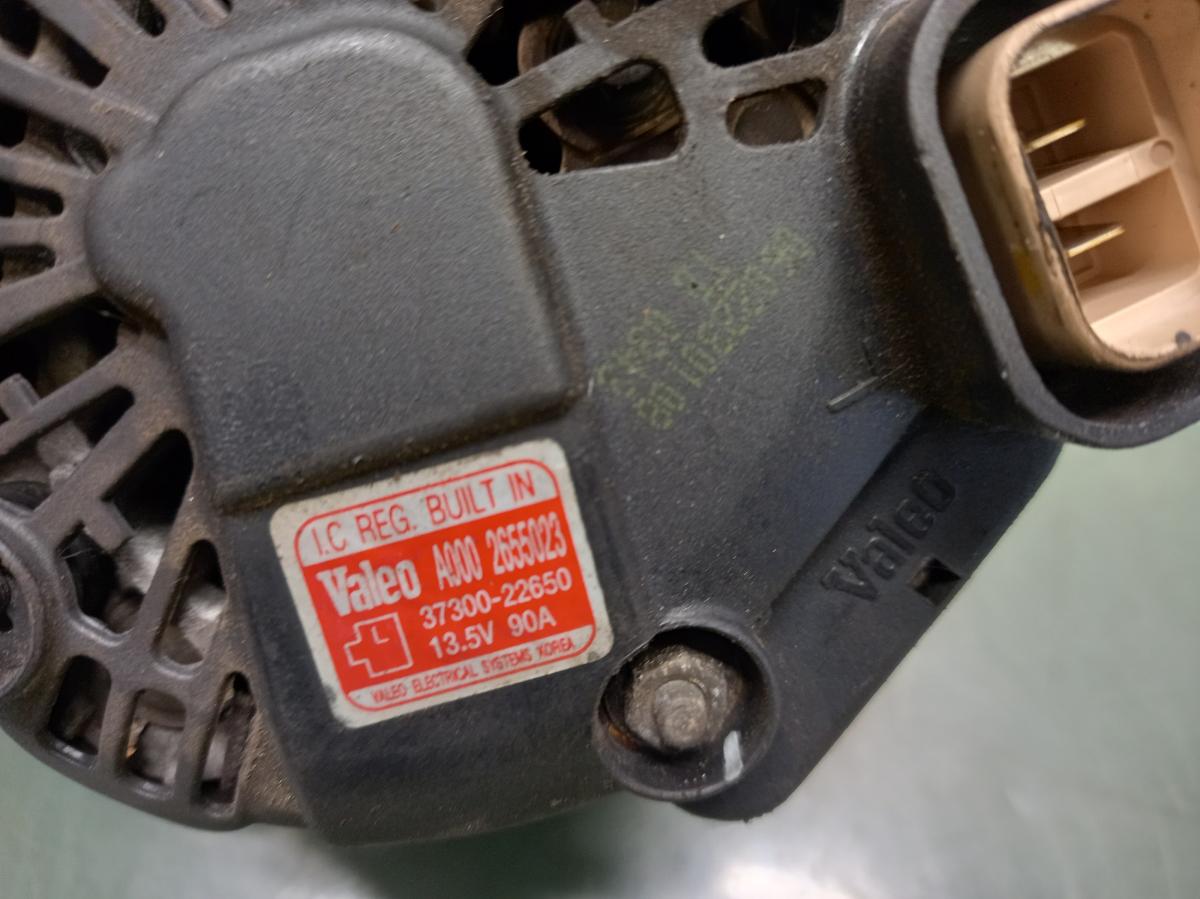 I.C REG. BUILT IN
Valeo A000 2655023
37300-22650
13.5V 90A
VALEO ELECTRICAL SYSTEMS KOREA
Valeo